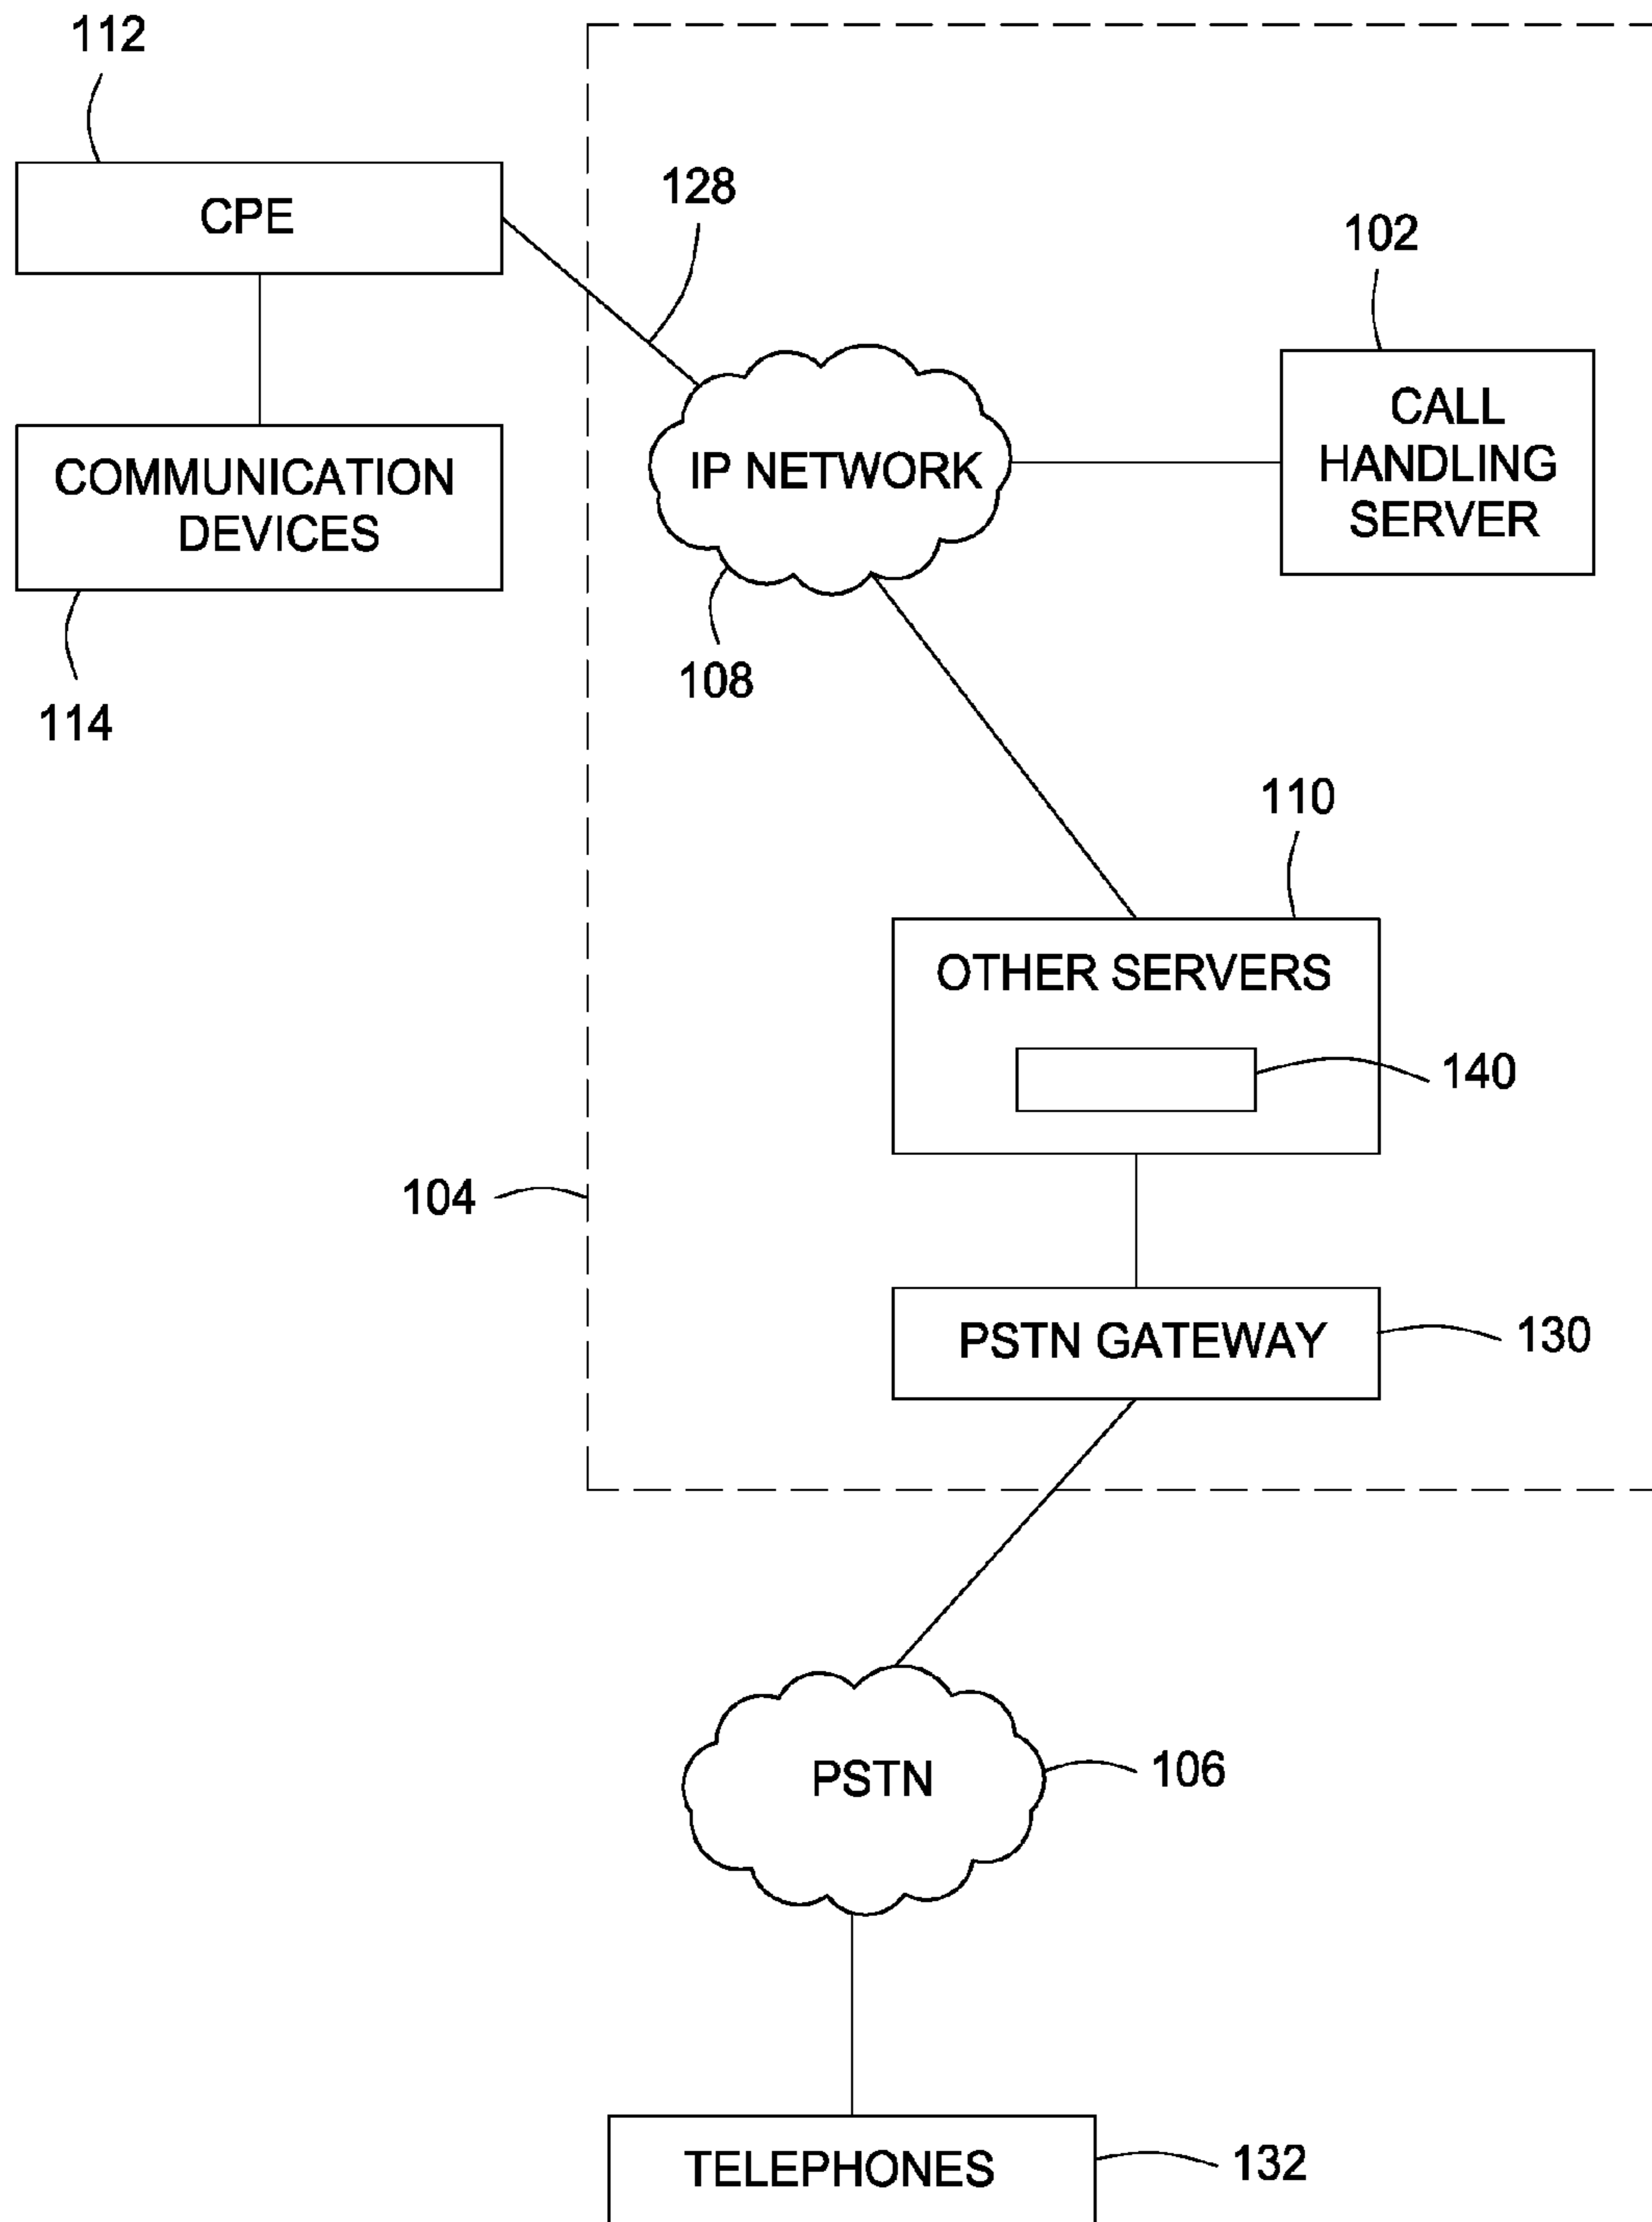 112
CPE
128
102
CALL
HANDLING
SERVER
IP NETWORK
COMMUNICATION
DEVICES
108
114
110
OTHER SERVERS
140
104
PSTN GATEWAY
130
PSTN
106
TELEPHONES
132